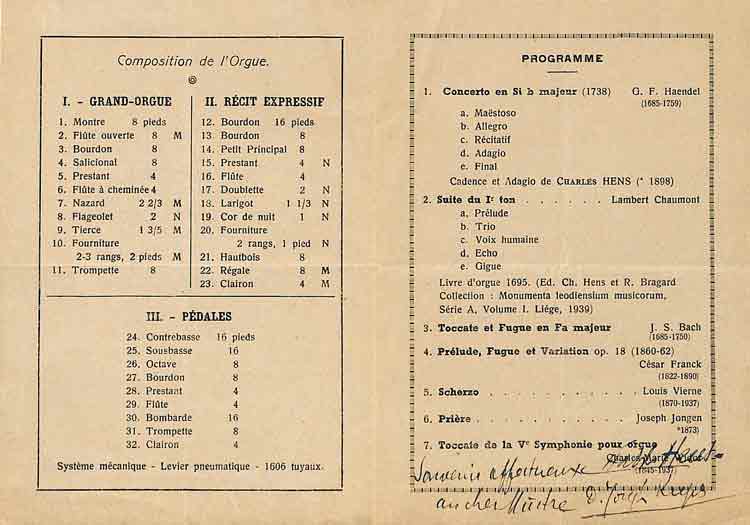 Composition de l'Orgue.
I. - GRAND-ORGUE
1. Montre 8 pieds
2. Flûte ouverte 8 M
3. Bourdon 8
4. Salicional 8
5. Prestant 4
6. Flûte à cheminée 4
7. Nazard 2 2/3 M
8. Flageolet 2 N
9. Tierce 1 3/5 M
10. Fourniture
2-3 rangs, 2 pieds M
11. Trompette 8
II. RÉCIT EXPRESSIF
12. Bourdon 16 pieds
13. Bourdon 8
14. Petit Principal 8
15. Prestant 4 N
16. Flûte 4
17. Doublette 2 N
18. Larigot 1 1/3 N
19. Cor de nuit 1 N
20. Fourniture
2 rangs, 1 pied N
21. Hautbois 8
22. Régale 8 M
23. Clairon 4 M
III. - PÉDALES
24. Contrebasse 16 pieds
25. Sousbasse 16
26. Octave 8
27. Bourdon 8
28. Prestant 4
29. Flûte 4
30. Bombarde 16
31. Trompette 8
32. Clairon 4
Système mécanique - Levier pneumatique - 1606 tuyaux.
PROGRAMME
1. Concerto en Si b majeur (1738) G. F. Haendel
(1685-1759)
a. Maëstoso
b. Allegro
c. Récitatif
d. Adagio
e. Final
Cadence et Adagio de CHARLES HENS (* 1898)
2. Suite du Ir ton . . . . . . Lambert Chaumont
a. Prélude
b. Trio
c. Voix humaine
d. Echo
e. Gigue
Livre d'orgue 1695. (Ed. Ch. Hens et R. Bragard
Collection : Monumenta leodiensium musicorum,
Série A, Volume I. Liége, 1939)
3. Toccate et Fugue en Fa majeur J. S. Bach
(1685-1750)
4. Prélude, Fugue et Variation op. 18 (1860-62)
César Franck
(1822-1890)
5. Scherzo . . . . . . . . . . . Louis Vierne
(1870-1937)
6. Prière . . . . . . . . . . . Joseph Jongen
*1873)
7. Toccate de la Ve Symphonie pour orgue
Charles-Marie Widor
(1845-1937)
Souvenir affectueux
au cher Maître